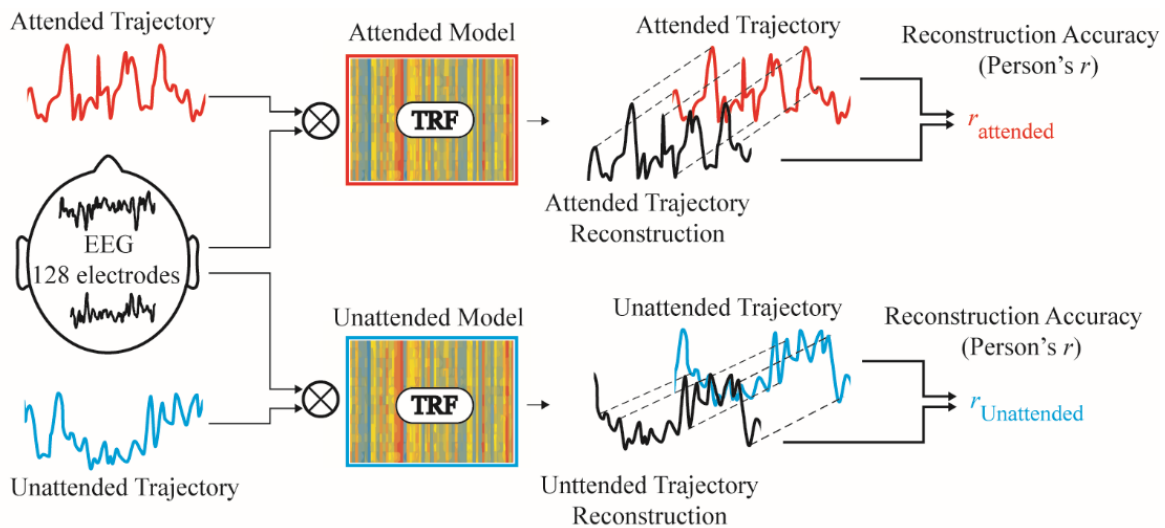 Attended Trajectory
Attended Model
TRF
Attended Trajectory
Attended Trajectory
Reconstruction
Reconstruction Accuracy
(Person's r)
r attended
EEG
128 electrodes
Unattended Trajectory
Unattended Model
TRF
Unattended Trajectory
Unttended Trajectory
Reconstruction
Reconstruction Accuracy
(Person's r)
r Unattended